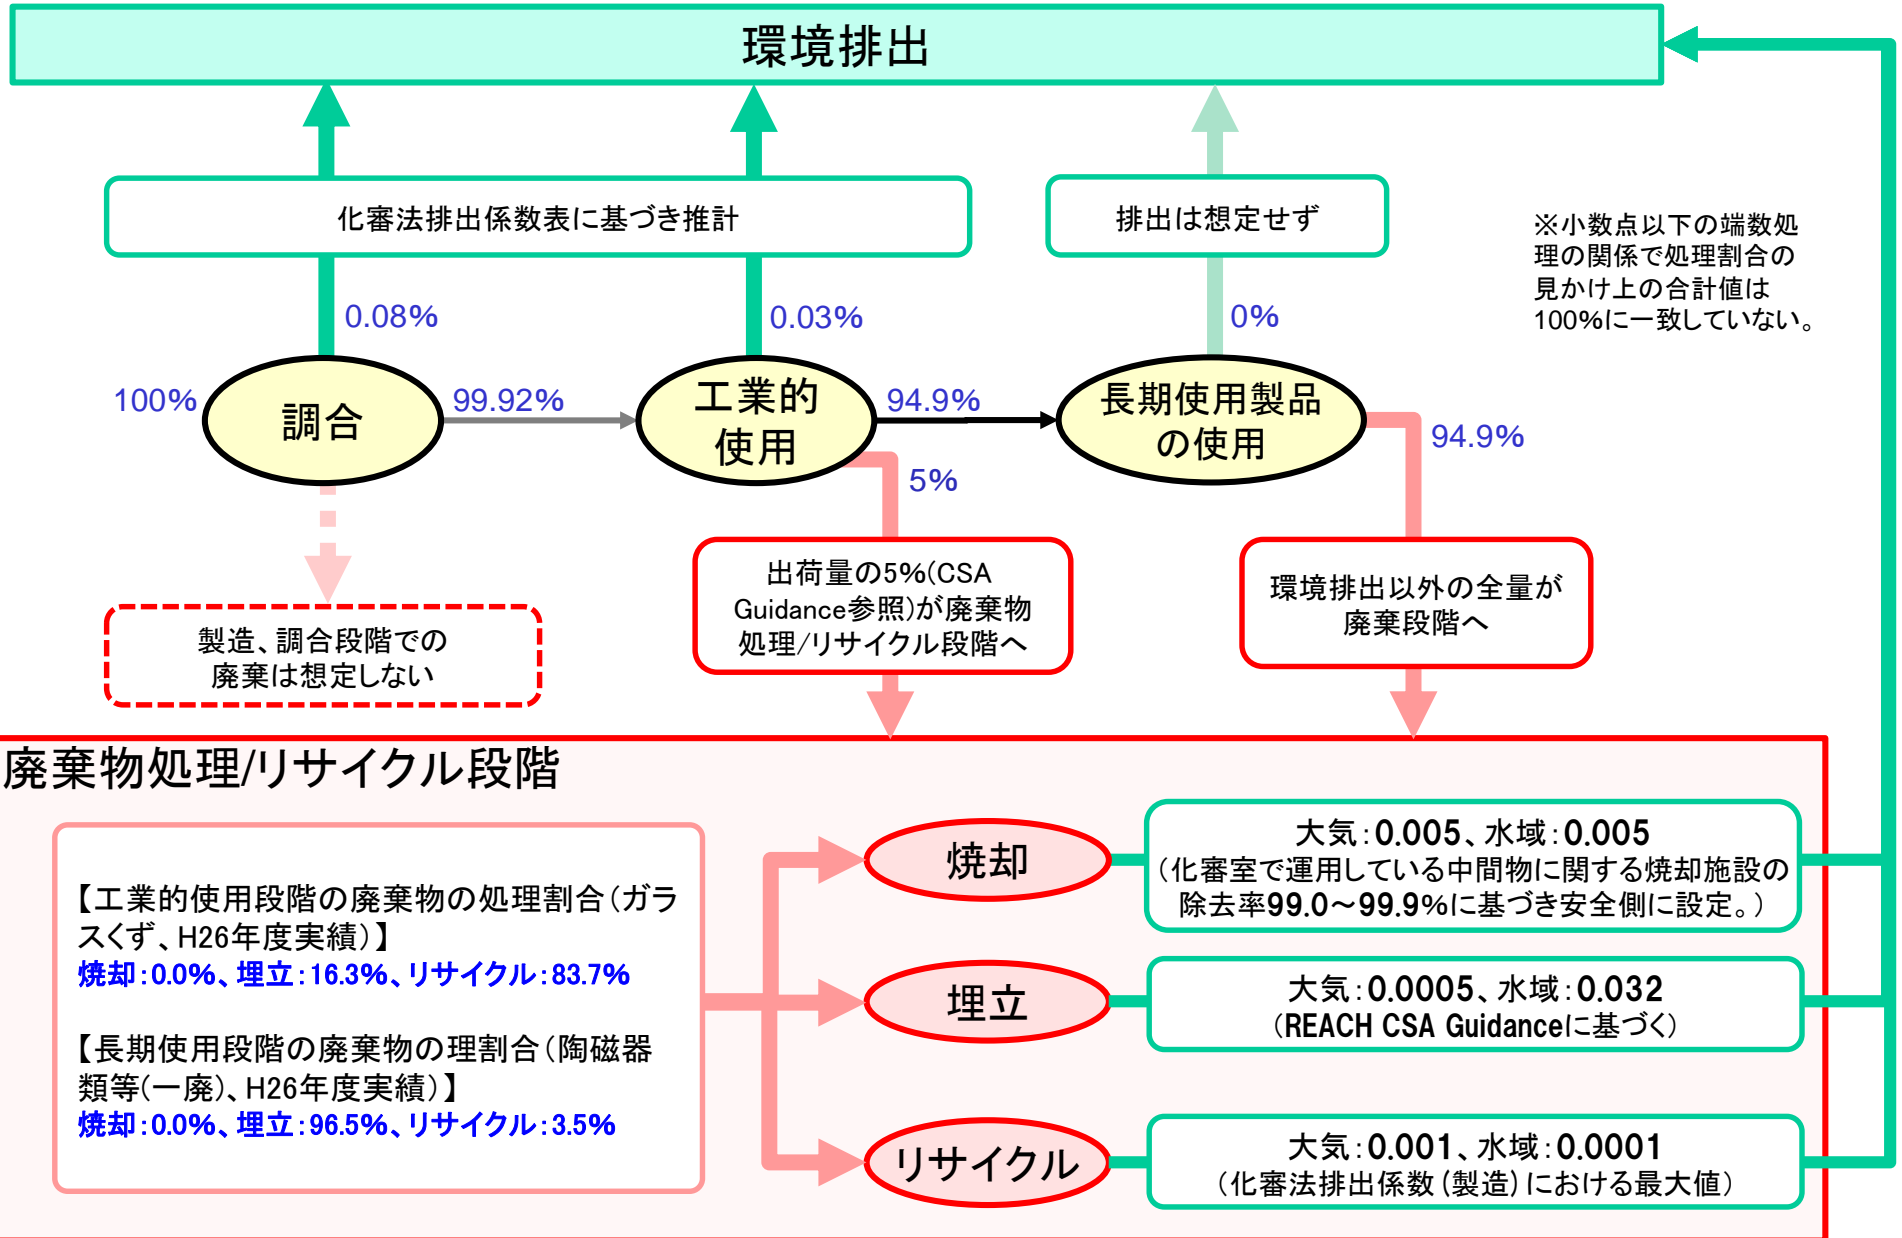 環境排出
化審法排出係数表に基づき推計
排出は想定せず
※小数点以下の端数処
理の関係で処理割合の
見かけ上の合計値は
100%に一致していない。
0.08%
0.03%
0%
100%
調合
99.92%
工業的
使用
94.9%
長期使用製品
の使用
94.9%
5%
製造、調合段階での
廃棄は想定しない
出荷量の5%(CSA
Guidance参照)が廃棄物
処理/リサイクル段階へ
環境排出以外の全量が
廃棄段階へ
廃棄物処理/リサイクル段階
【工業的使用段階の廃棄物の処理割合(ガラ
スくず、H26年度実績)】
焼却:0.0%、埋立:16.3%、リサイクル:83.7%
【長期使用段階の廃棄物の理割合(陶磁器
類等(一廃)、H26年度実績)】
焼却:0.0%、埋立:96.5%、リサイクル:3.5%
焼却
大気:0.005、水域:0.005
(化審室で運用している中間物に関する焼却施設の
除去率99.0～99.9%に基づき安全側に設定。)
埋立
大気:0.0005、水域:0.032
(REACH CSA Guidanceに基づく)
リサイクル
大気:0.001、水域:0.0001
(化審法排出係数(製造)における最大値)